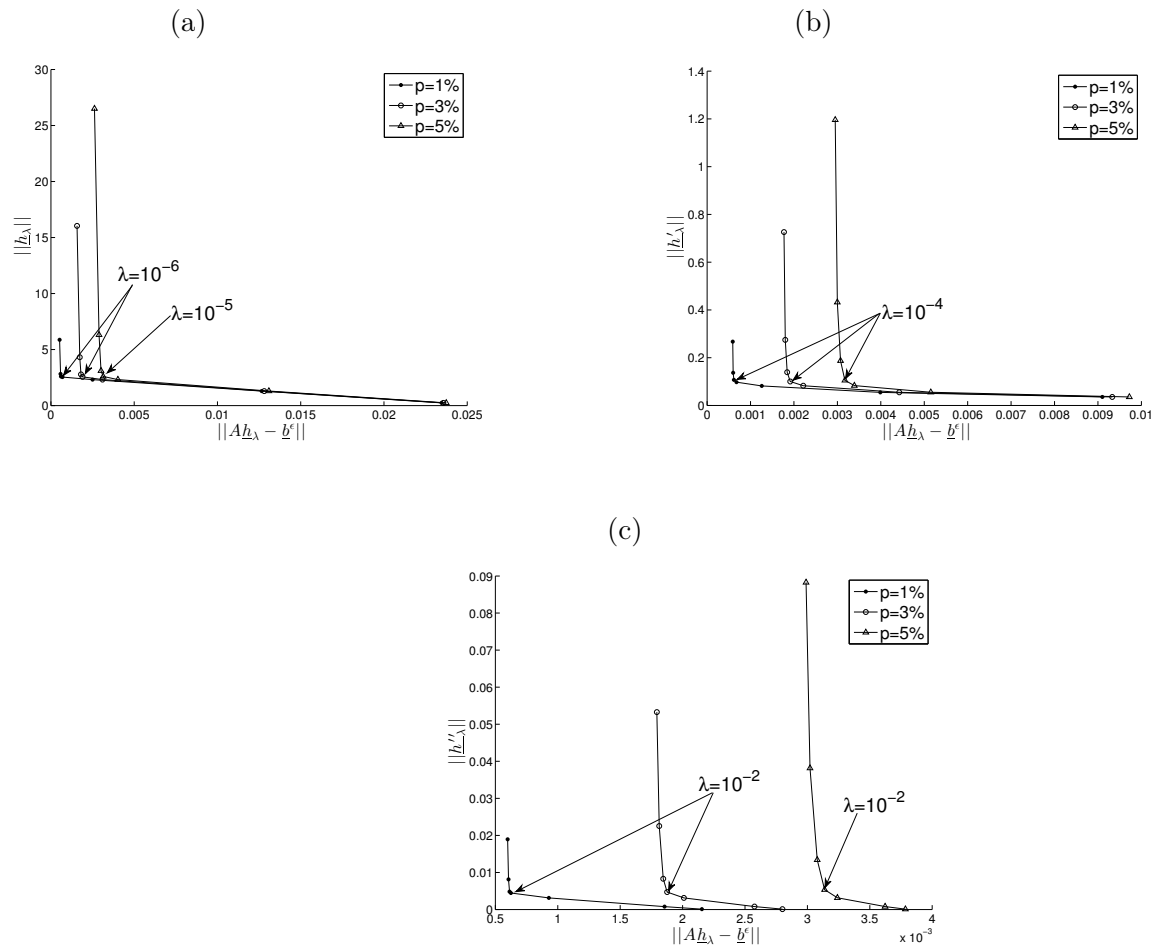 (a)
30
25
20
15
10
5
0
0 0.005 0.01 0.015 0.02 0.025
||h_λ||
||Ah_λ − b^ϵ||
p=1%
p=3%
p=5%
λ=10⁻⁶
λ=10⁻⁵
(b)
1.4
1.2
1
0.8
0.6
0.4
0.2
0
0 0.001 0.002 0.003 0.004 0.005 0.006 0.007 0.008 0.009 0.01
||h'_λ||
||Ah_λ − b^ϵ||
p=1%
p=3%
p=5%
λ=10⁻⁴
(c)
0.09
0.08
0.07
0.06
0.05
0.04
0.03
0.02
0.01
0
0.5 1 1.5 2 2.5 3 3.5 4
x 10⁻³
||h''_λ||
||Ah_λ − b^ϵ||
p=1%
p=3%
p=5%
λ=10⁻²
λ=10⁻²